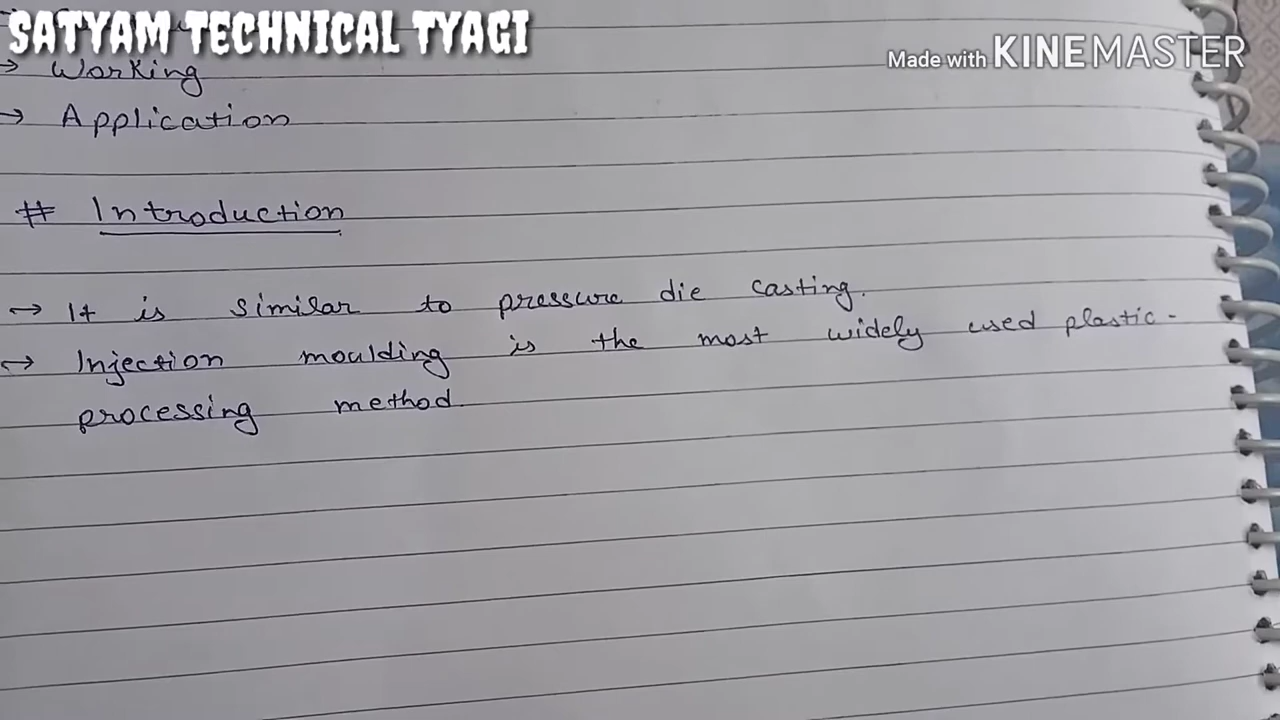 SATYAM TECHNICAL TYAGI
Made with KINEMASTER
→ Working
→ Application
# Introduction
→ It is similar to pressure die casting.
→ Injection moulding is the most widely used plastic-
processing method.